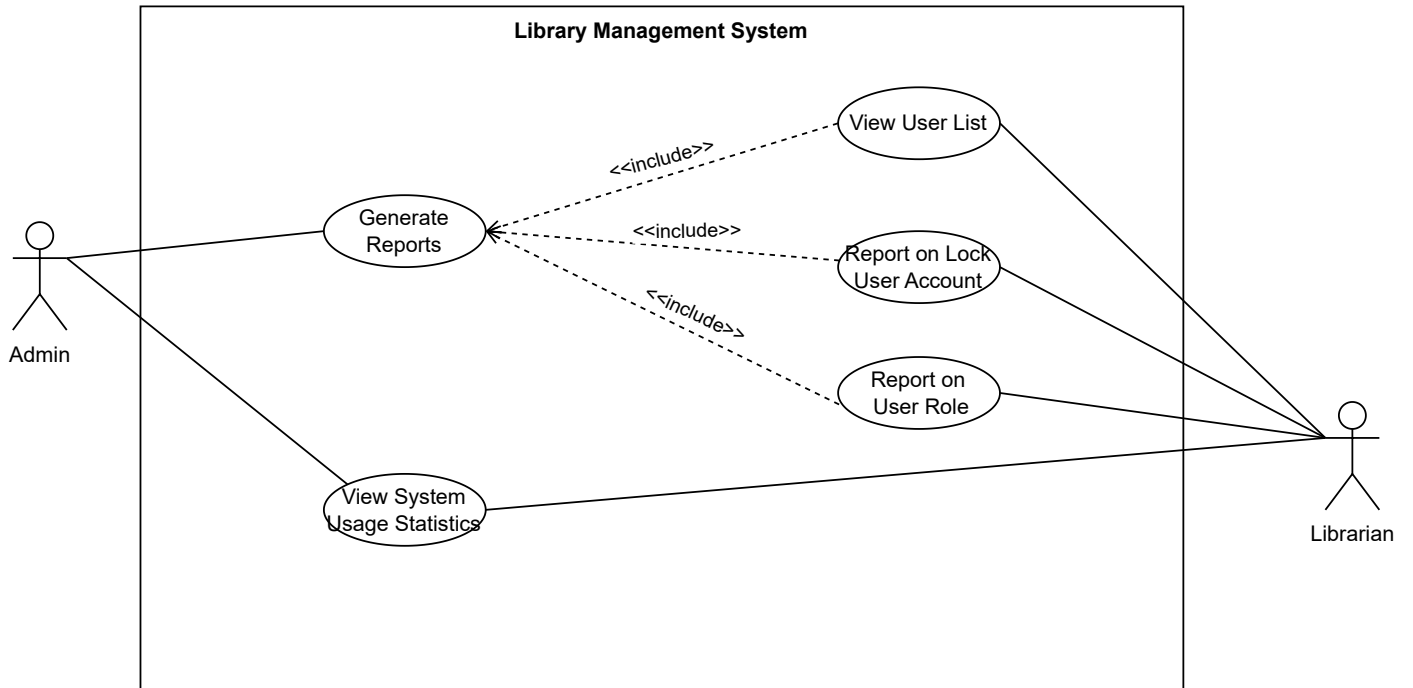 Library Management System
View User List
<<include>>
Generate
Reports
<<include>>
Report on Lock
User Account
<<include>>
Admin
Report on
User Role
View System
Usage Statistics
Librarian